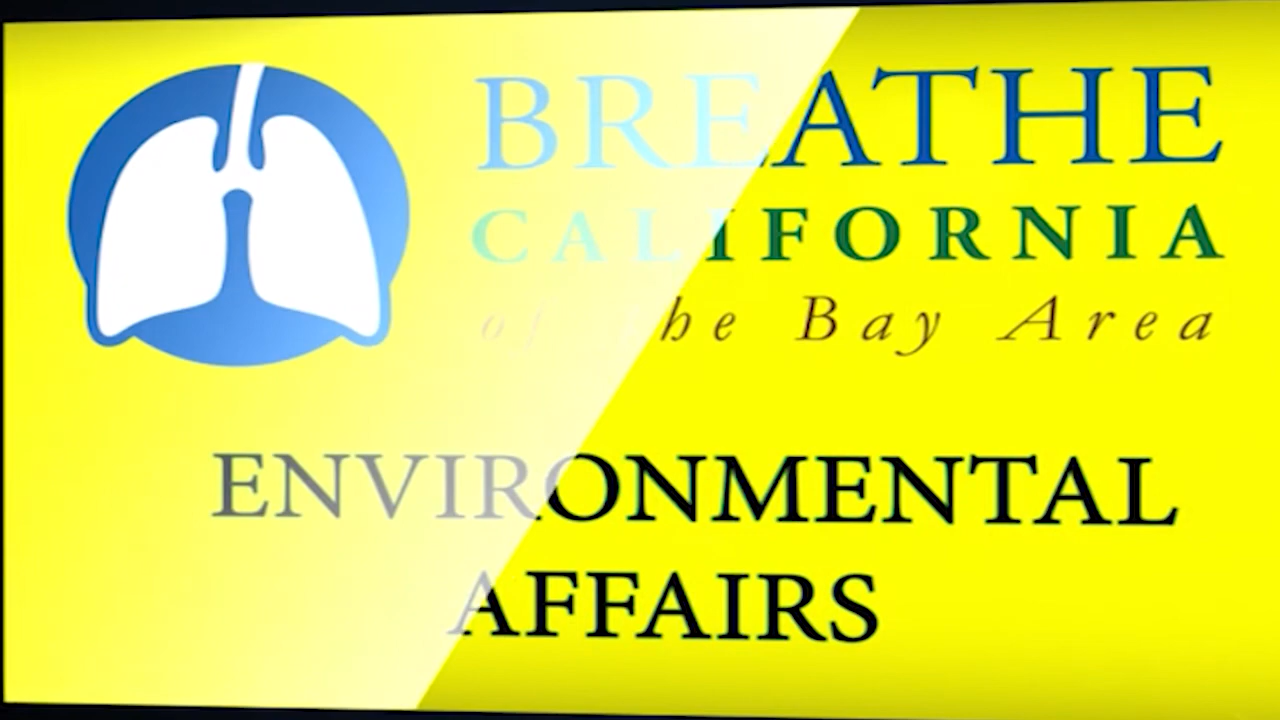 BREATHE
CALIFORNIA
of the Bay Area
ENVIRONMENTAL
AFFAIRS